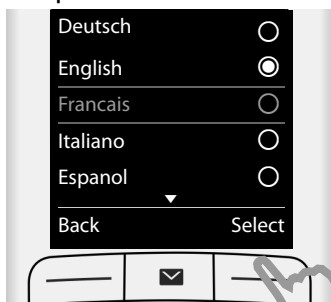 Deutsch
English
Francais
Italiano
Espanol
Back Select